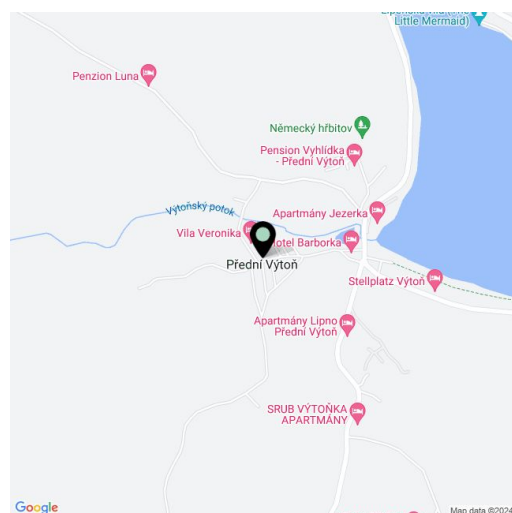 Little Mermaid)
Penzion Luna
Německý hřbitov
Pension Vyhlídka
- Přední Výtoň
Výtoňský potok
Apartmány Jezerka
Vila Veronika
Hotel Barborka
Přední Výtoň
Stellplatz Výtoň
Apartmány Lipno
Přední Výtoň
SRUB VÝTOŇKA
APARTMÁNY
Google
Map data ©2024